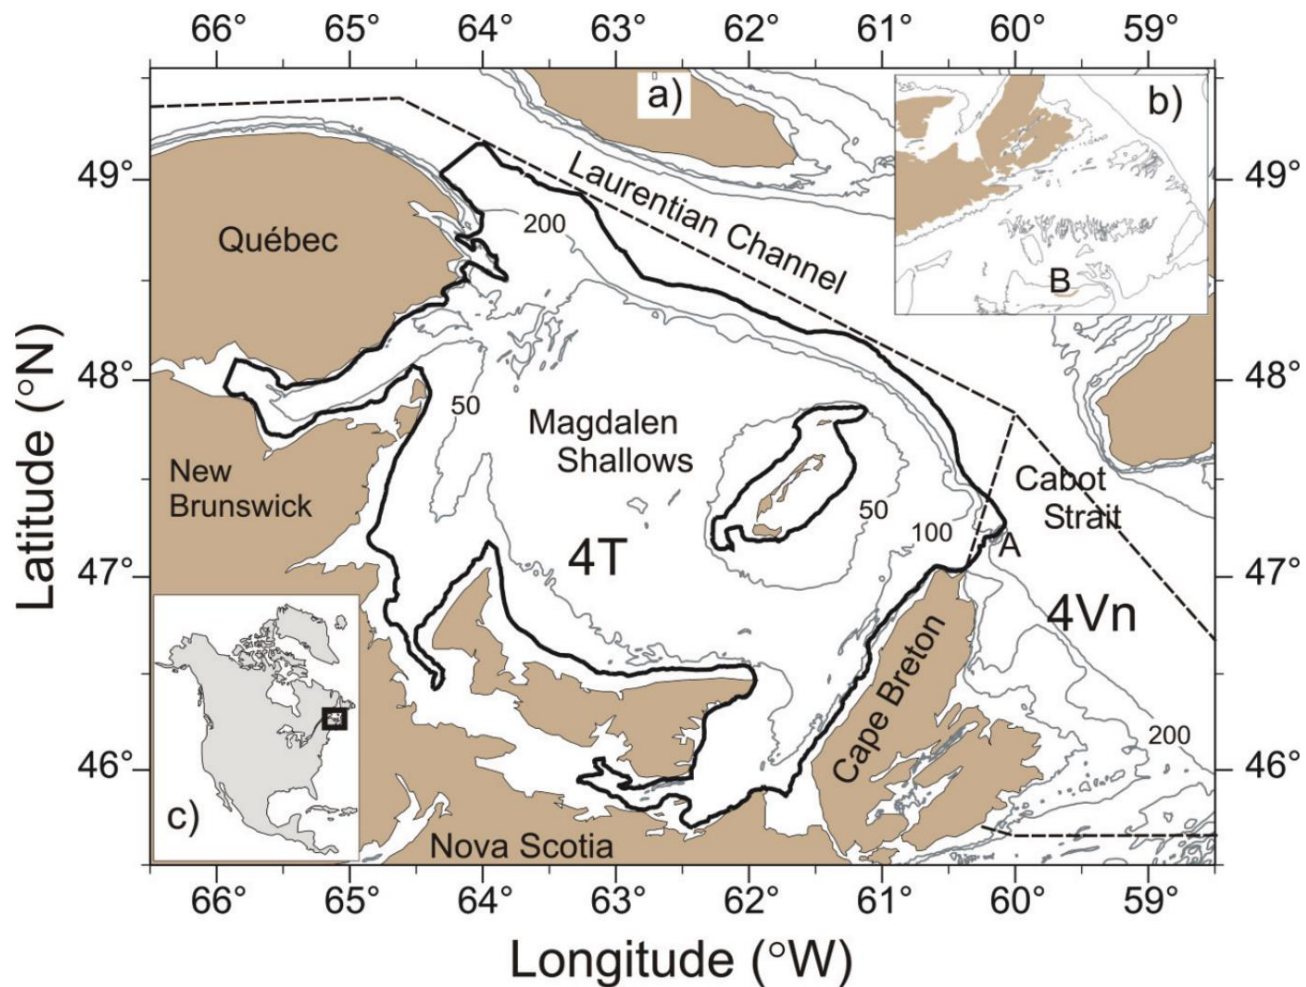 66° 65° 64° 63° 62° 61° 60° 59°
a)
b)
49° 49°
Laurentian Channel
200
Québec
B
Latitude (°N)
48° 48°
50
Magdalen
Shallows
New
Brunswick
Cabot
Strait
50
100
A
4T
47° 47°
4Vn
Cape Breton
200
46° 46°
c)
Nova Scotia
66° 65° 64° 63° 62° 61° 60° 59°
Longitude (°W)